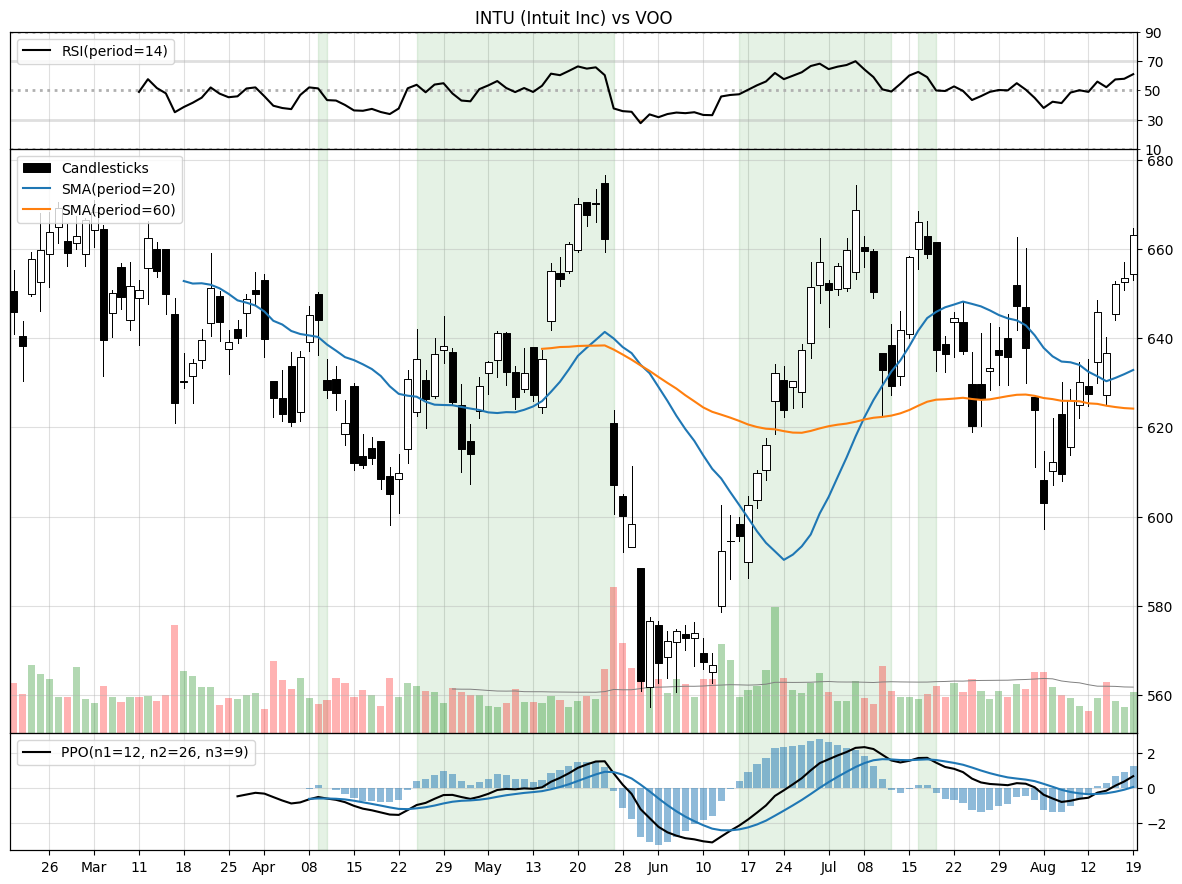 INTU (Intuit Inc) vs VOO
RSI(period=14)
90
70
50
30
10
Candlesticks
SMA(period=20)
SMA(period=60)
680
660
640
620
600
580
560
PPO(n1=12, n2=26, n3=9)
2
0
−2
26 Mar 11 18 25 Apr 08 15 22 29 May 13 20 28 Jun 10 17 24 Jul 08 15 22 29 Aug 12 19